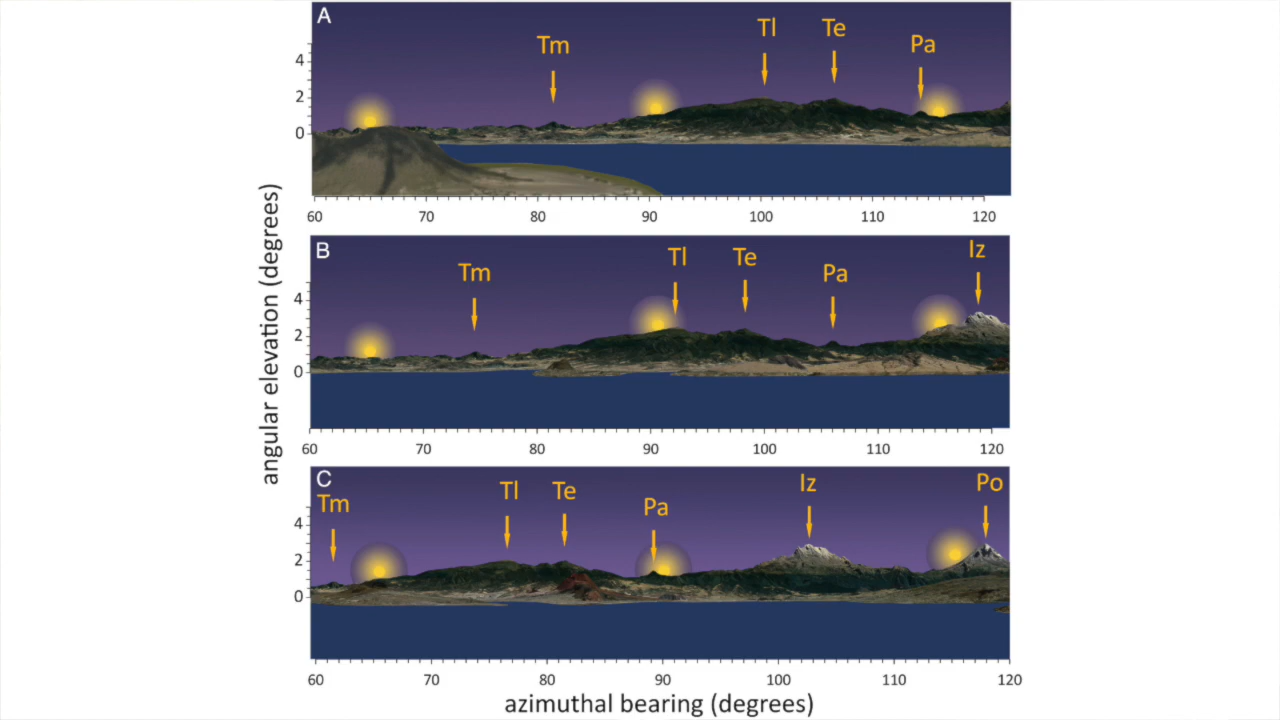 A
Tm
Tl
Te
Pa
4
2
0
60 70 80 90 100 110 120
B
Tm
Tl
Te
Pa
Iz
4
2
0
60 70 80 90 100 110 120
C
Tm
Tl
Te
Pa
Iz
Po
4
2
0
60 70 80 90 100 110 120
angular elevation (degrees)
azimuthal bearing (degrees)